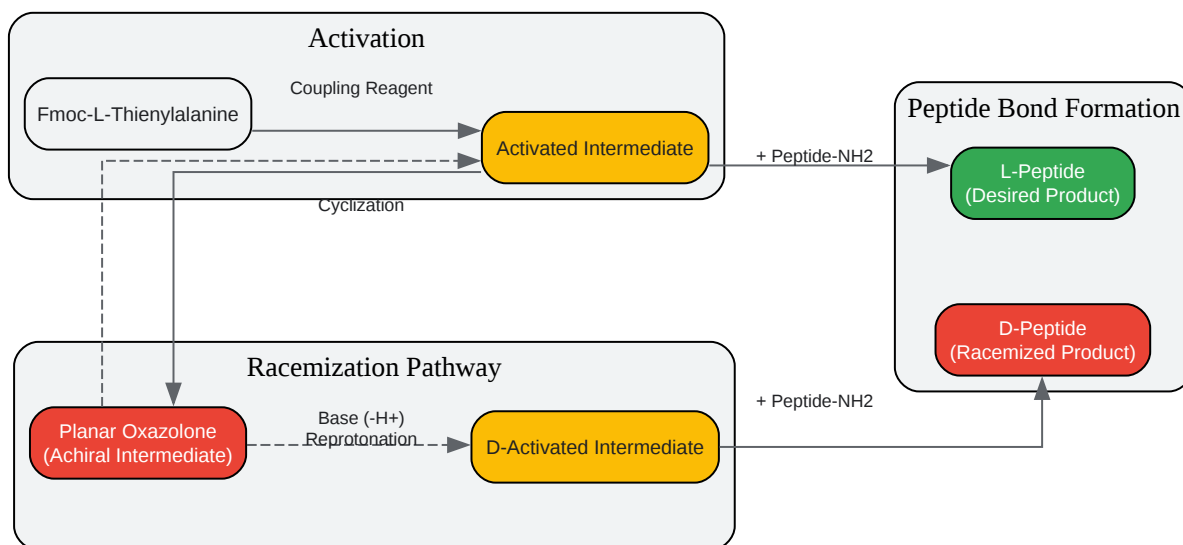 Activation
Fmoc-L-Thienylalanine
Coupling Reagent
Activated Intermediate
Cyclization
+ Peptide-NH2
Peptide Bond Formation
L-Peptide
(Desired Product)
D-Peptide
(Racemized Product)
Racemization Pathway
Planar Oxazolone
(Achiral Intermediate)
Base (-H+)
Reprotonation
D-Activated Intermediate
+ Peptide-NH2